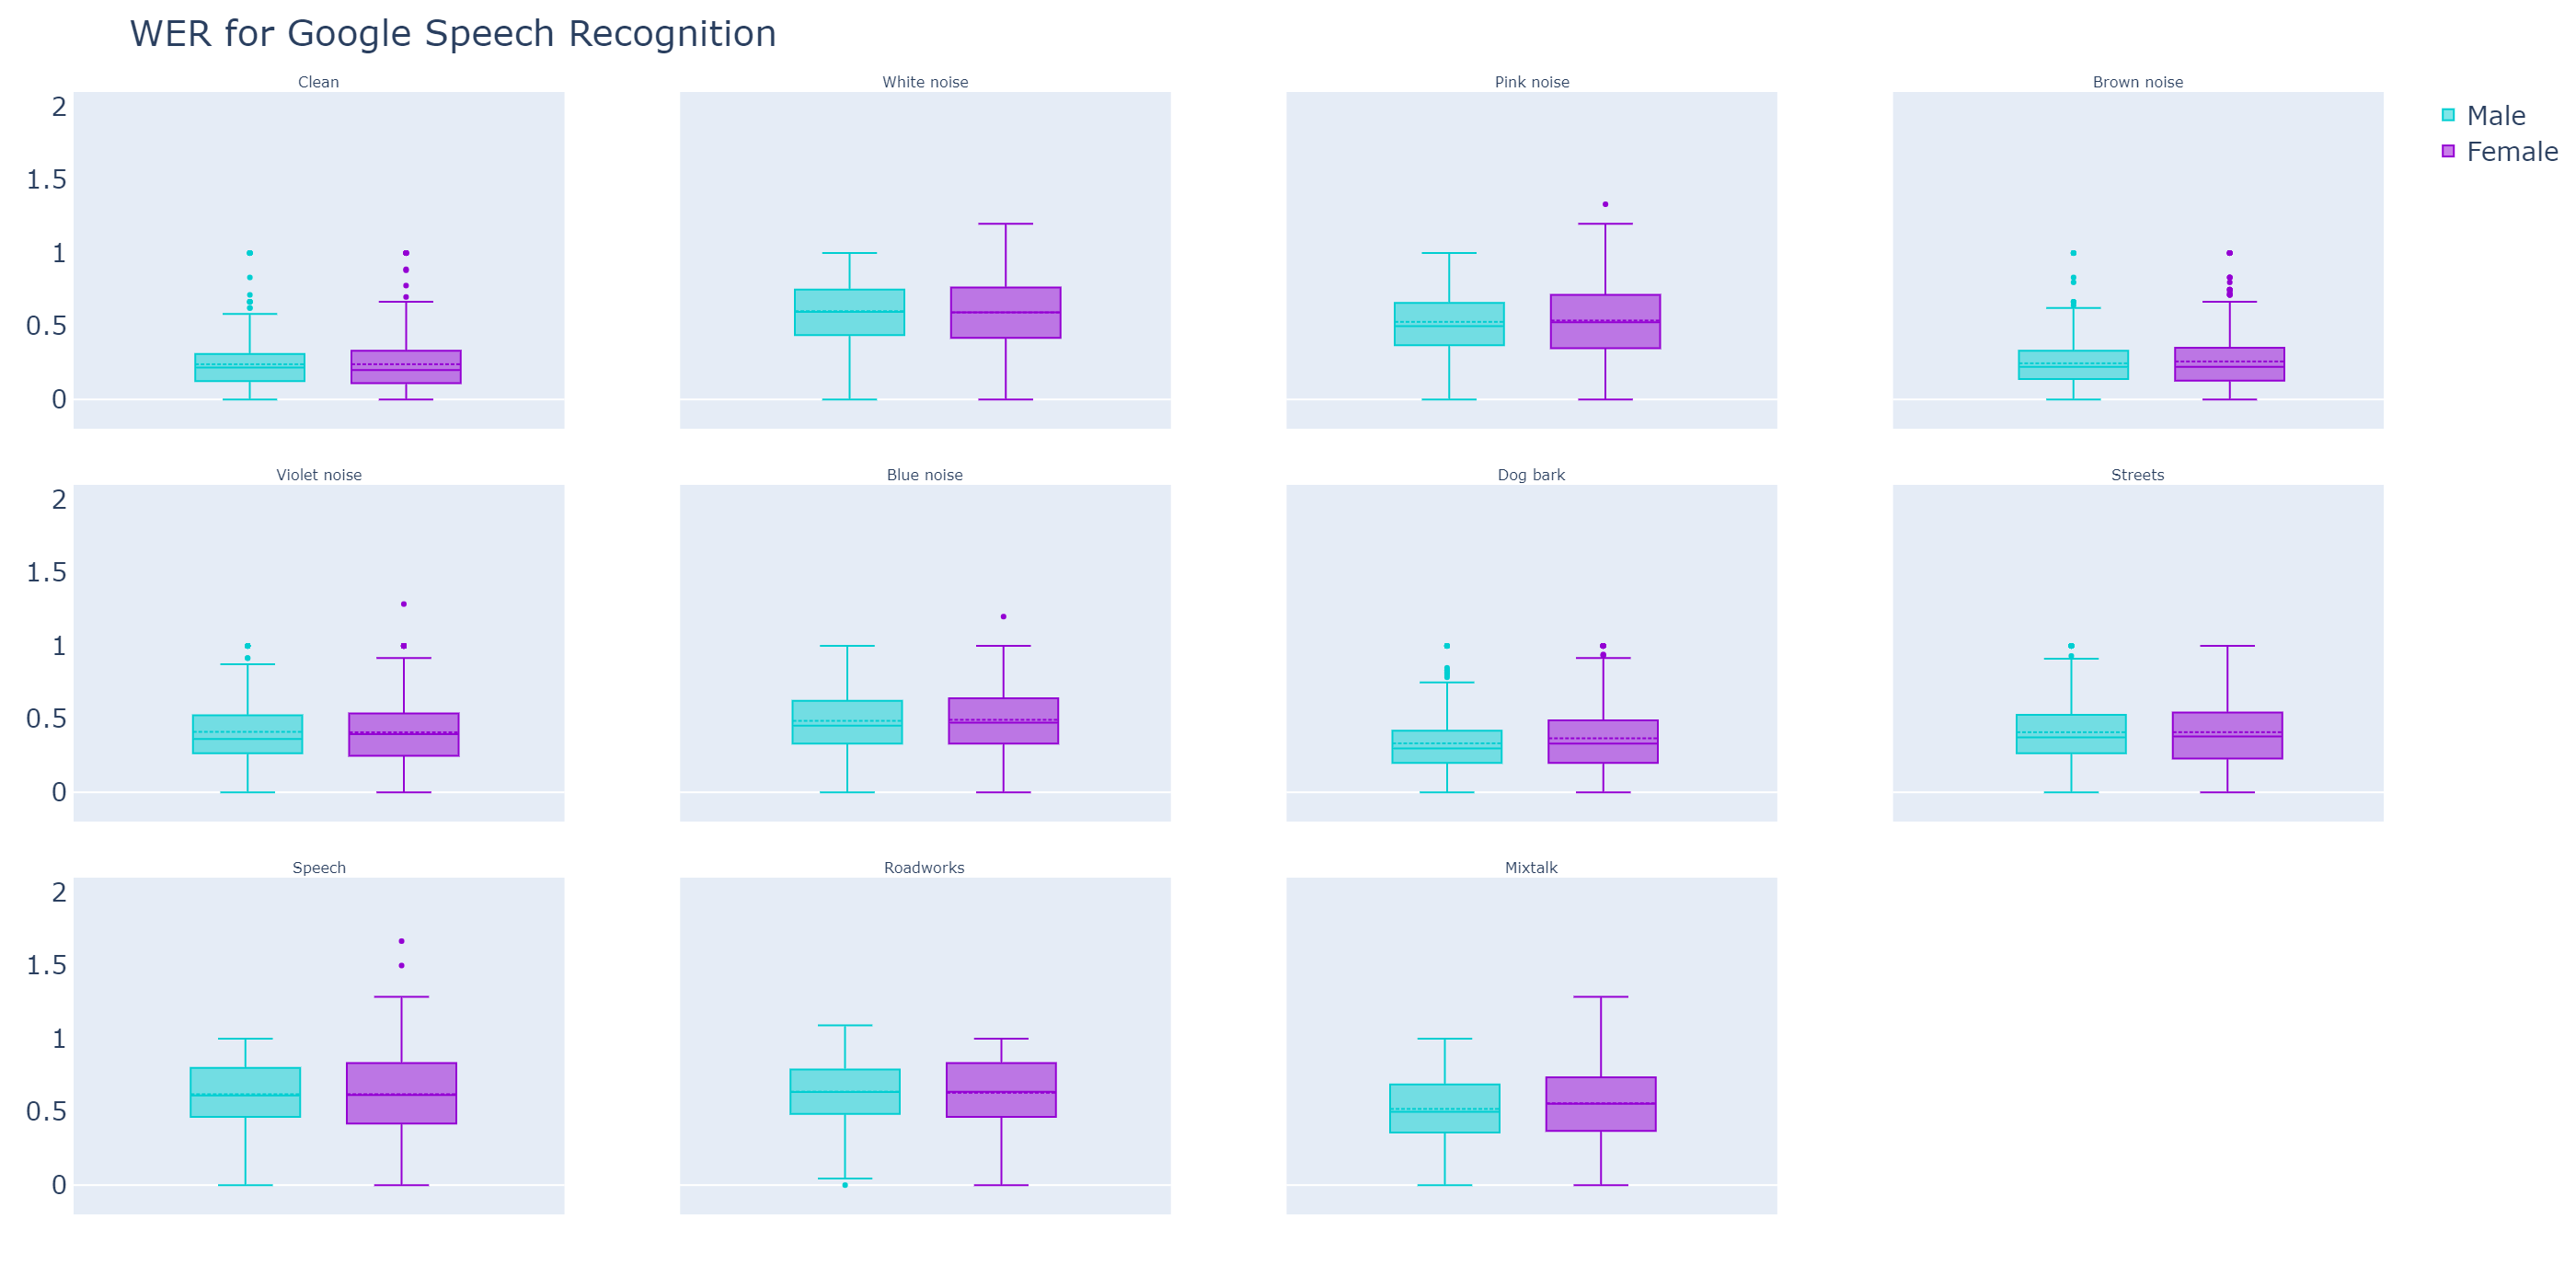 WER for Google Speech Recognition
Clean
White noise
Pink noise
Brown noise
2
1.5
1
0.5
0
Male
Female
Violet noise
Blue noise
Dog bark
Streets
2
1.5
1
0.5
0
Speech
Roadworks
Mixtalk
2
1.5
1
0.5
0